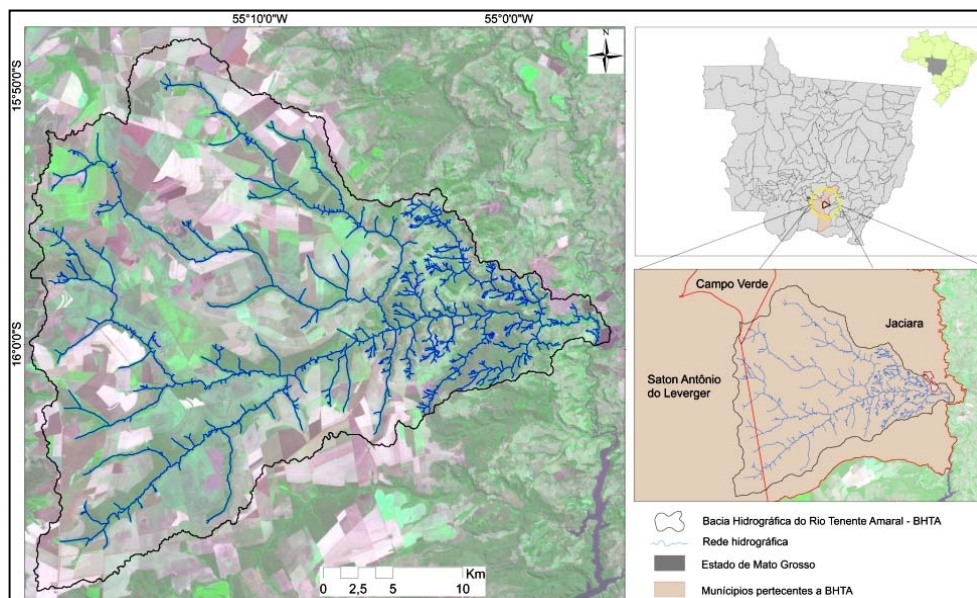 55°10'0"W
55°0'0"W
15°50'0"S
16°0'0"S
N
Km
0 2,5 5 10
Campo Verde
Jaciara
Saton Antônio
do Leverger
Bacia Hidrográfica do Rio Tenente Amaral - BHTA
Rede hidrográfica
Estado de Mato Grosso
Munícipios pertecentes a BHTA